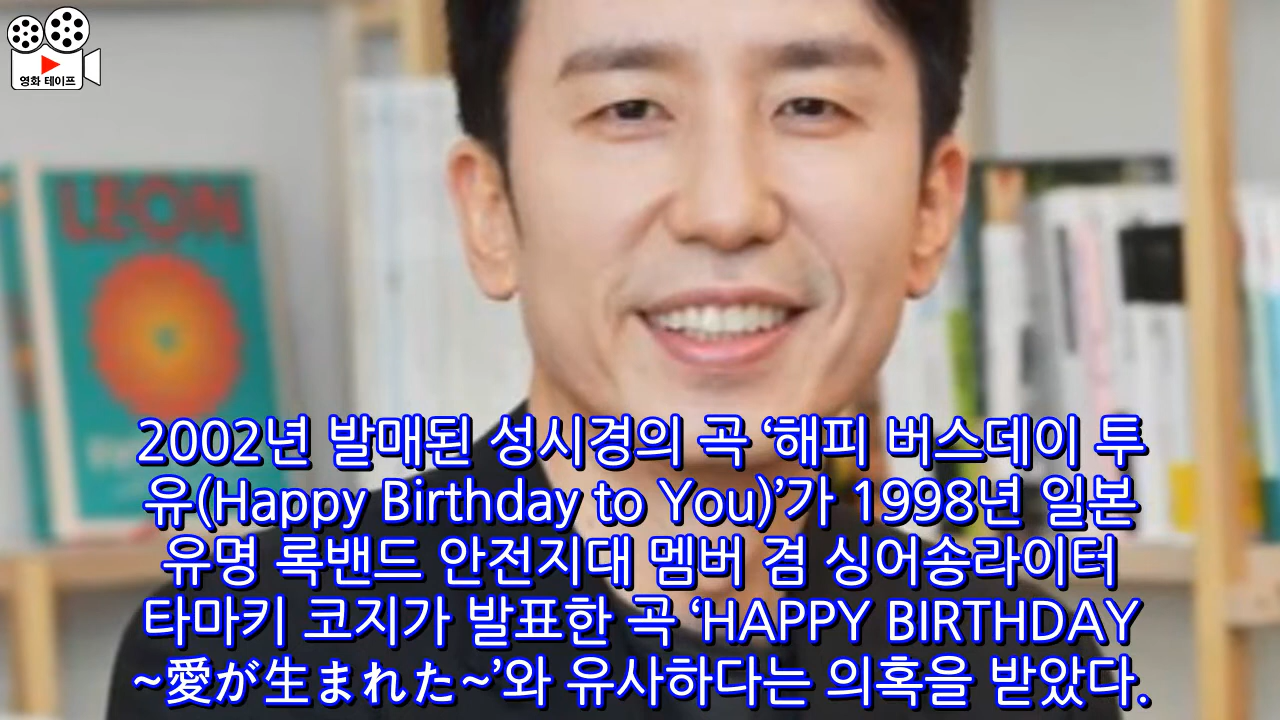 영화 테이프
LEON
2002년 발매된 성시경의 곡 ‘해피 버스데이 투
유(Happy Birthday to You)’가 1998년 일본
유명 록밴드 안전지대 멤버 겸 싱어송라이터
타마키 코지가 발표한 곡 ‘HAPPY BIRTHDAY
~愛が生まれた~’와 유사하다는 의혹을 받았다.